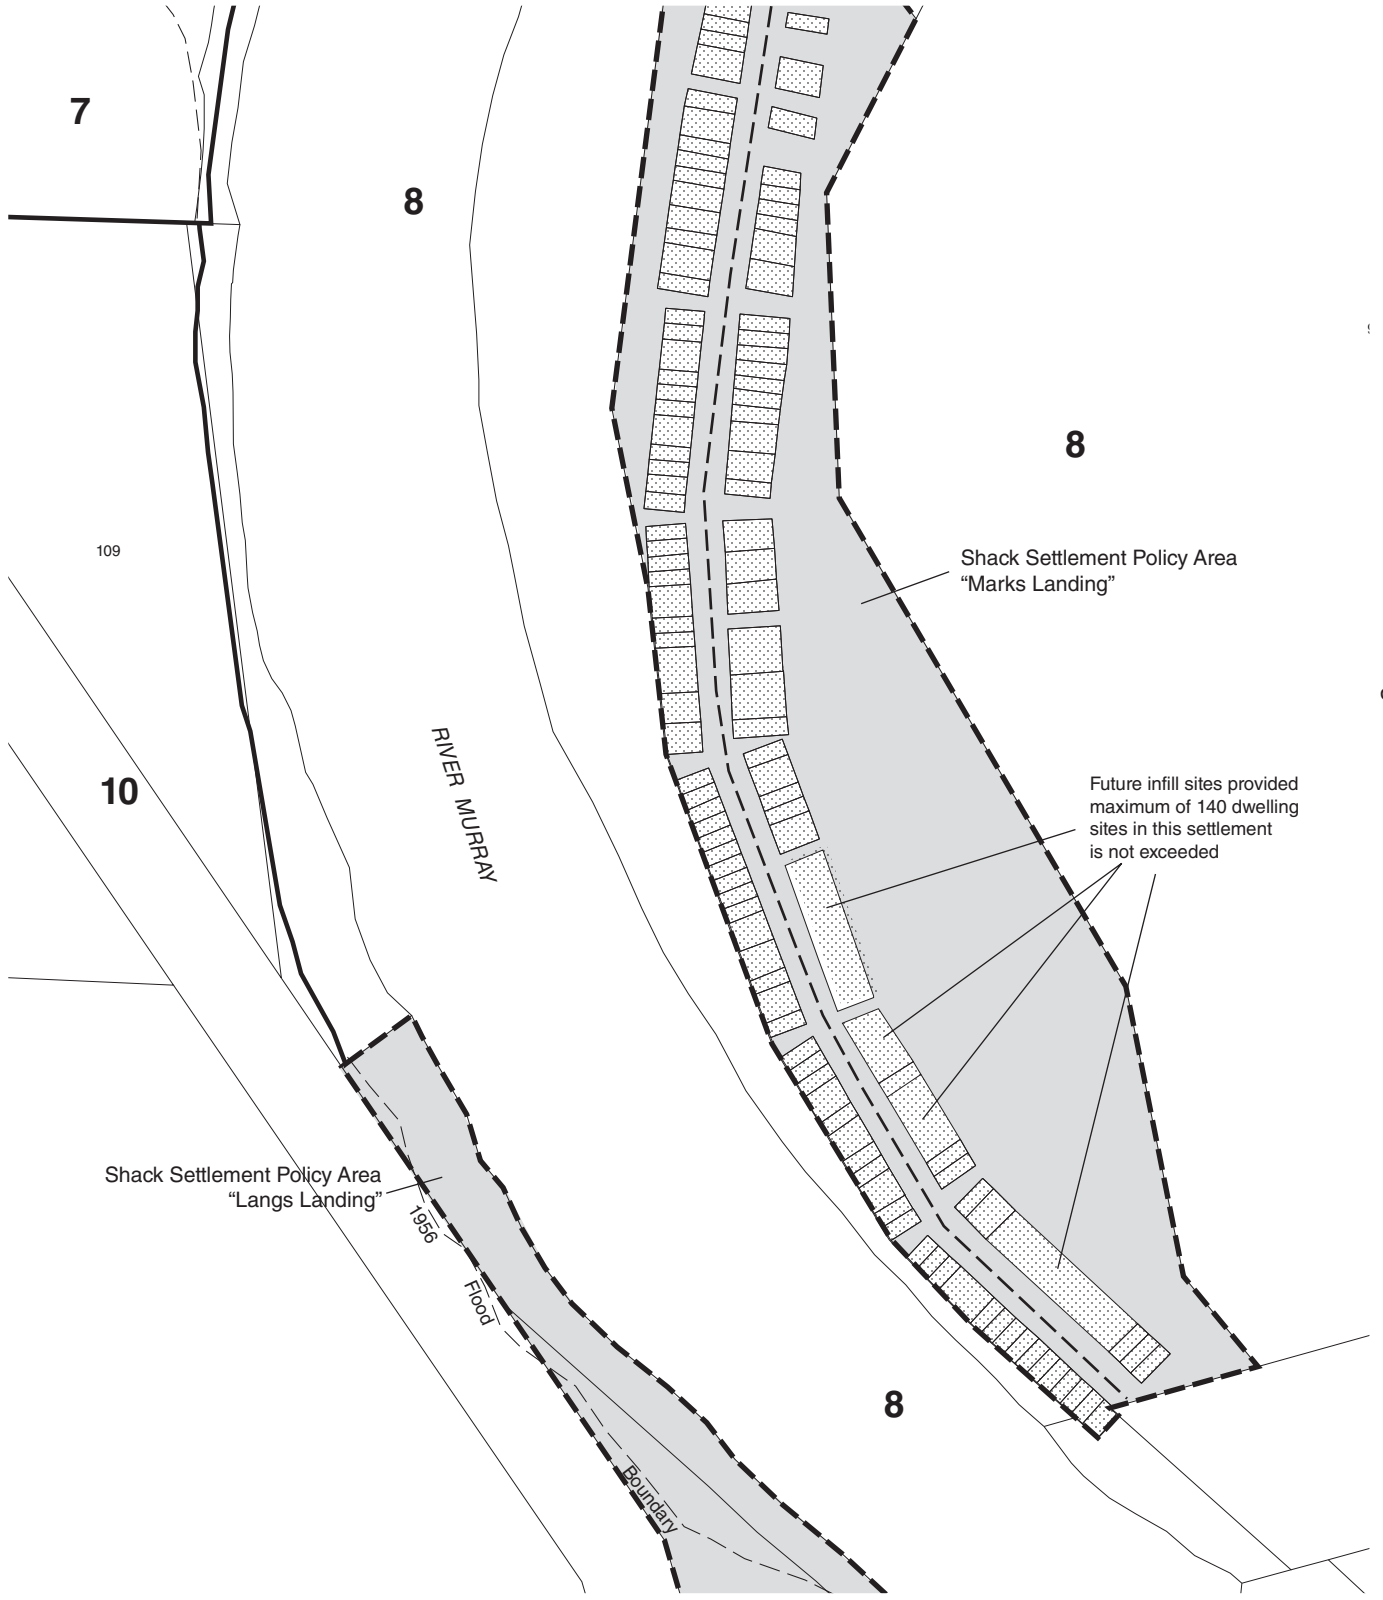 7
8
8
109
Shack Settlement Policy Area
“Marks Landing”
RIVER MURRAY
10
Future infill sites provided
maximum of 140 dwelling
sites in this settlement
is not exceeded
Shack Settlement Policy Area
“Langs Landing”
1956
Flood
Boundary
8